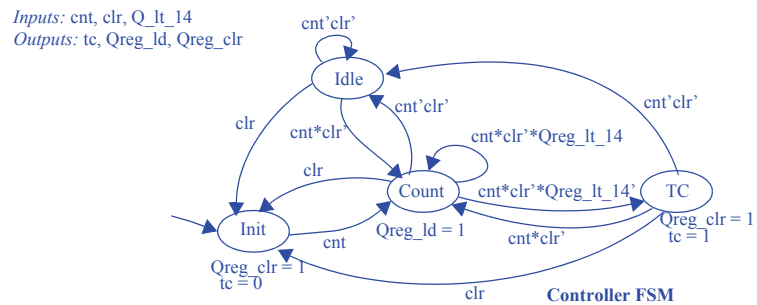 Inputs: cnt, clr, Q_lt_14
Outputs: tc, Qreg_ld, Qreg_clr
cnt’clr’
Idle
clr
cnt*clr’
cnt’clr’
cnt’clr’
cnt*clr’*Qreg_lt_14
clr
Count
cnt*clr’*Qreg_lt_14’
TC
Init
cnt
Qreg_ld = 1
cnt*clr’
Qreg_clr = 1
tc = 1
Qreg_clr = 1
tc = 0
clr
Controller FSM